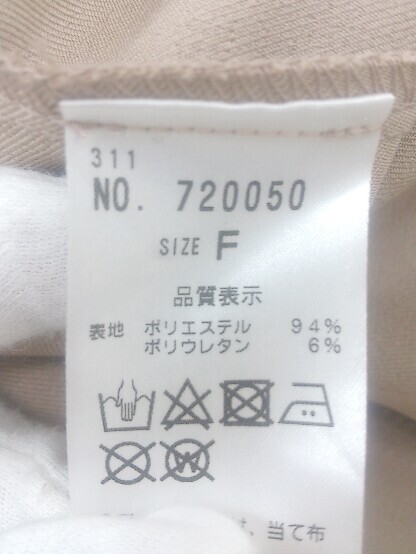 311
NO. 720050
SIZE F
品質表示
表地 ポリエステル 94%
ポリウレタン 6%
W
、当て布